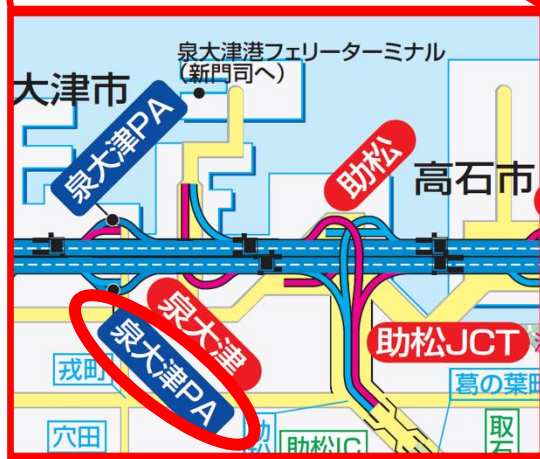 泉大津港フェリーターミナル
(新門司へ)
大津市
泉大津PA
助松
高石市
泉大津
泉大津PA
助松JCT
戎町
葛の葉町
穴田
助松IC
取石